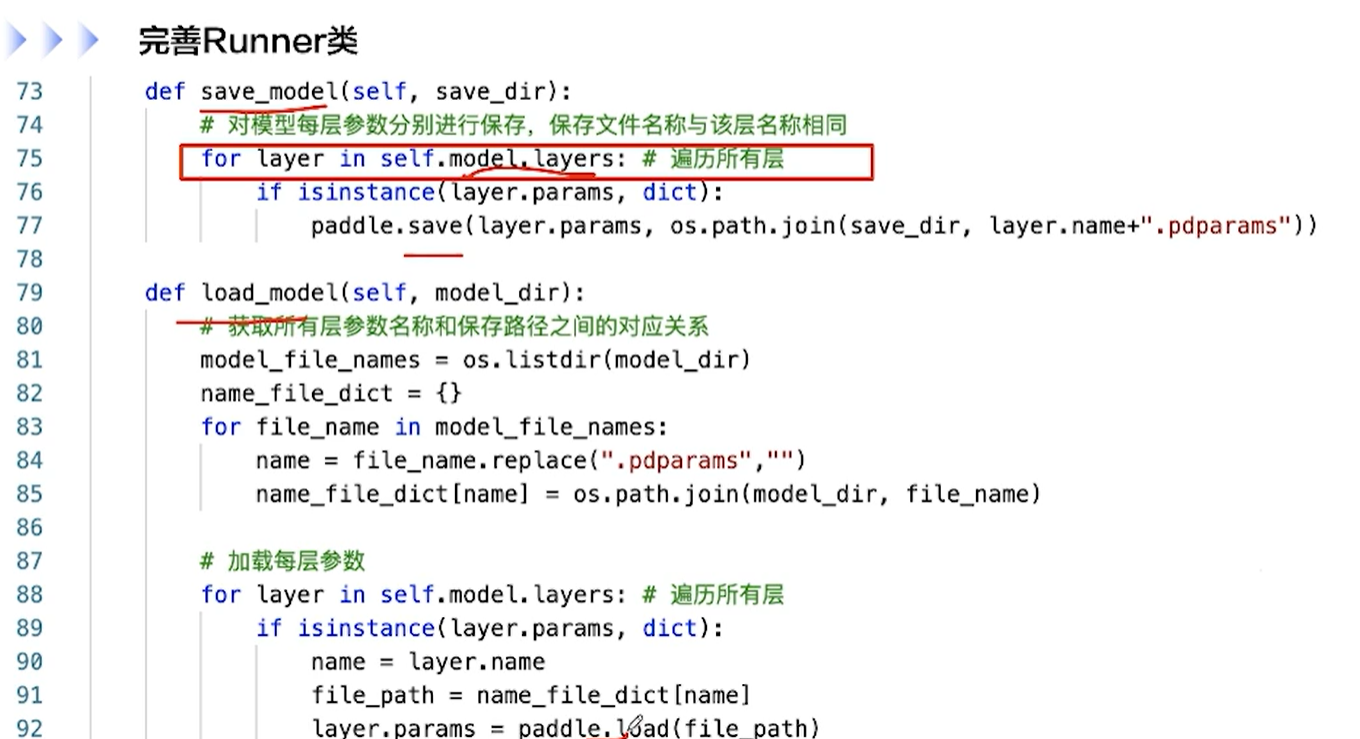 完善Runner类
73 def save_model(self, save_dir):
74 # 对模型每层参数分别进行保存，保存文件名称与该层名称相同
75 for layer in self.model.layers: # 遍历所有层
76 if isinstance(layer.params, dict):
77 paddle.save(layer.params, os.path.join(save_dir, layer.name+".pdparams"))
78
79 def load_model(self, model_dir):
80 # 获取所有层参数名称和保存路径之间的对应关系
81 model_file_names = os.listdir(model_dir)
82 name_file_dict = {}
83 for file_name in model_file_names:
84 name = file_name.replace(".pdparams","")
85 name_file_dict[name] = os.path.join(model_dir, file_name)
86
87 # 加载每层参数
88 for layer in self.model.layers: # 遍历所有层
89 if isinstance(layer.params, dict):
90 name = layer.name
91 file_path = name_file_dict[name]
92 layer.params = paddle.load(file_path)